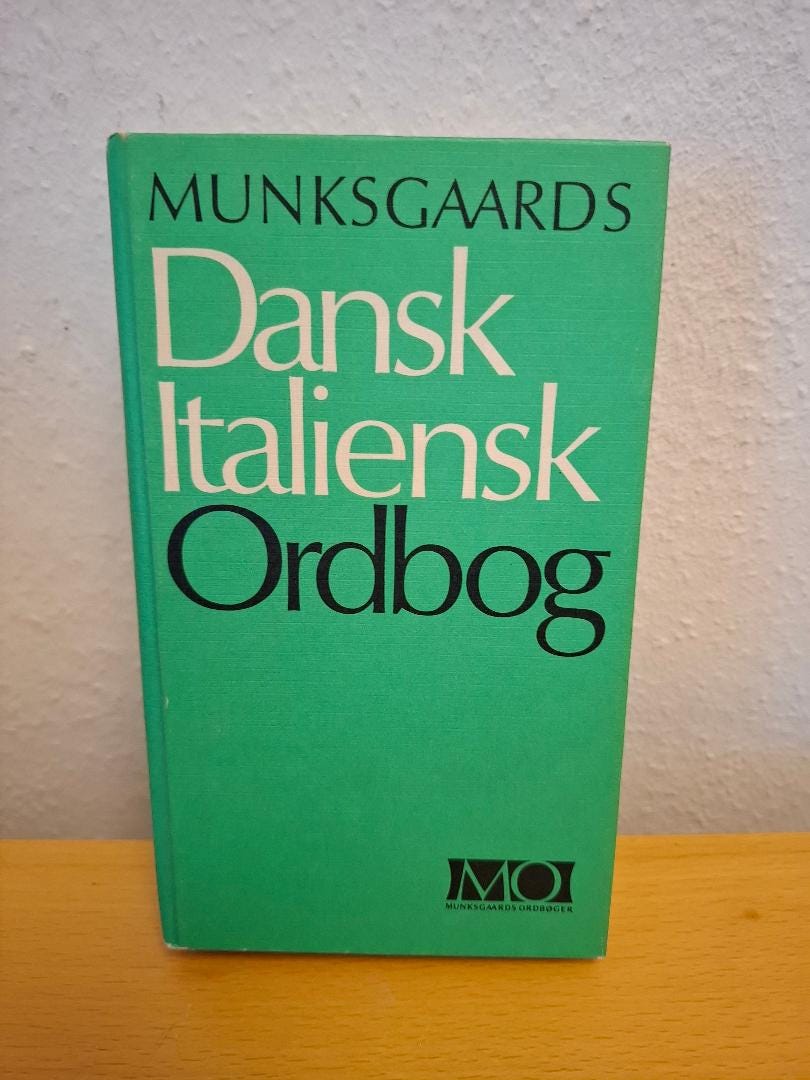 MUNKSGAARDS
Dansk
Italiensk
Ordbog
MO
MUNKSGAARDS ORDBØGER